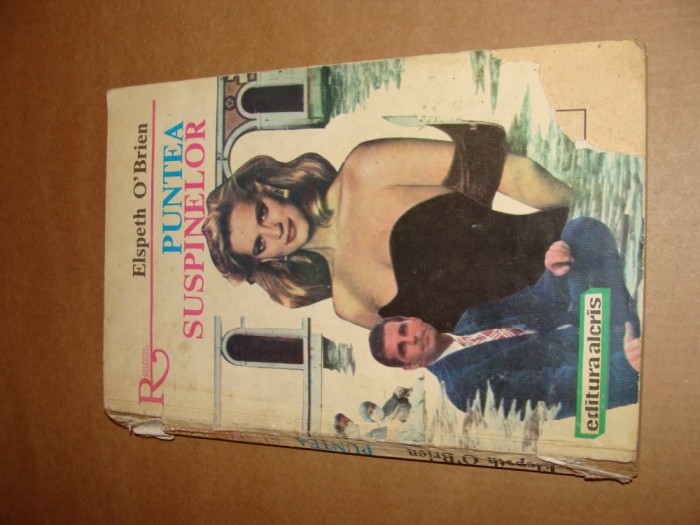 Elspeth O'Brien
PUNTEA
SUSPINELOR
R
editura alcris
Elspeth O'Brien PUNTEA